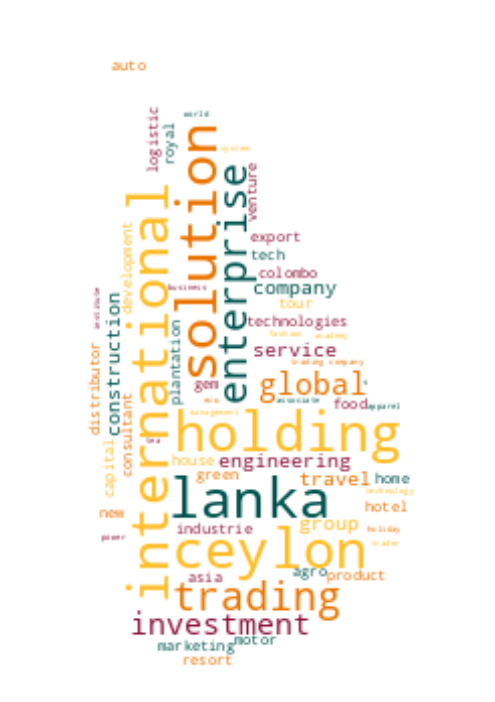 auto
world
logistic
royal
system
solution
venture
enterprise
international
export
development
tech
colombo
business
company
institute
construction
tour
plantation
technologies
fashion
academy
service
distributor
trading company
gem
global
s
eco
associate
food
apparel
management
consultant
holding
tea
capital
house
engineering
green
travel
home
lanka
technology
new
hotel
group
industrie
holiday
power
ceylon
trader
asia
agro
product
trading
investment
motor
marketing
resort